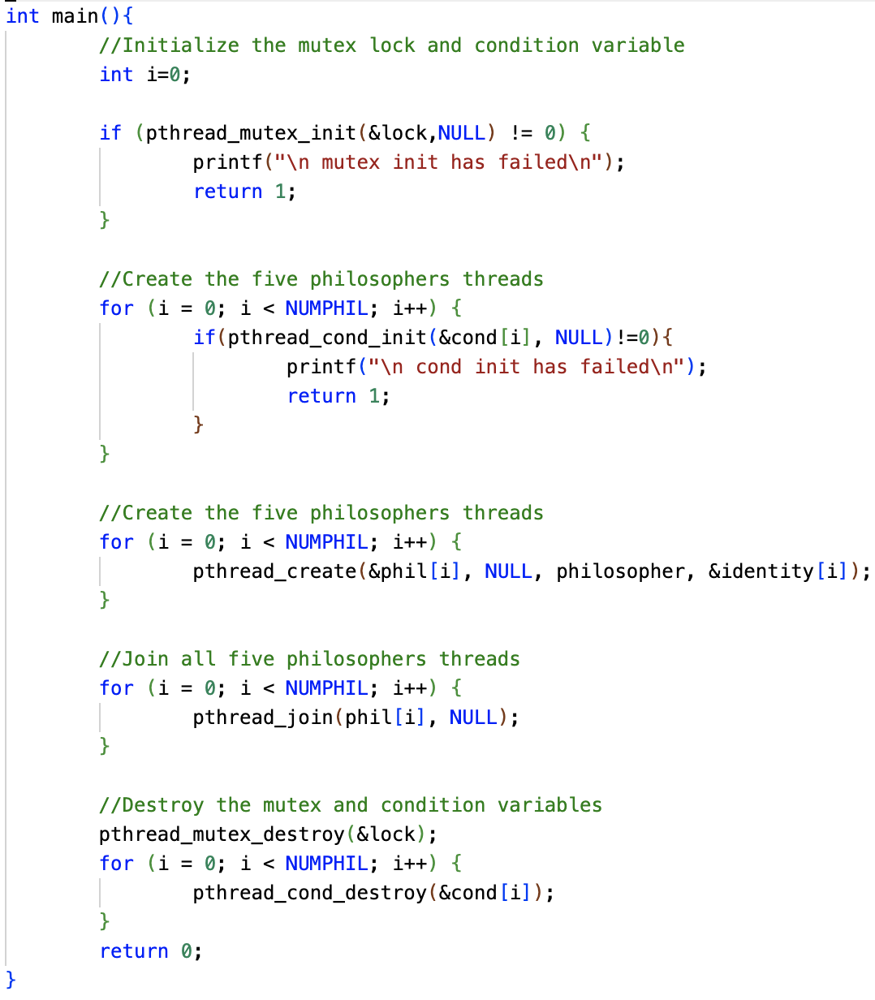 int main(){
        //Initialize the mutex lock and condition variable
        int i=0;

        if (pthread_mutex_init(&lock,NULL) != 0) {
                printf("\n mutex init has failed\n");
                return 1;
        }

        //Create the five philosophers threads
        for (i = 0; i < NUMPHIL; i++) {
                if(pthread_cond_init(&cond[i], NULL)!=0){
                        printf("\n cond init has failed\n");
                        return 1;
                }
        }

        //Create the five philosophers threads
        for (i = 0; i < NUMPHIL; i++) {
                pthread_create(&phil[i], NULL, philosopher, &identity[i]);
        }

        //Join all five philosophers threads
        for (i = 0; i < NUMPHIL; i++) {
                pthread_join(phil[i], NULL);
        }

        //Destroy the mutex and condition variables
        pthread_mutex_destroy(&lock);
        for (i = 0; i < NUMPHIL; i++) {
                pthread_cond_destroy(&cond[i]);
        }
        return 0;
}